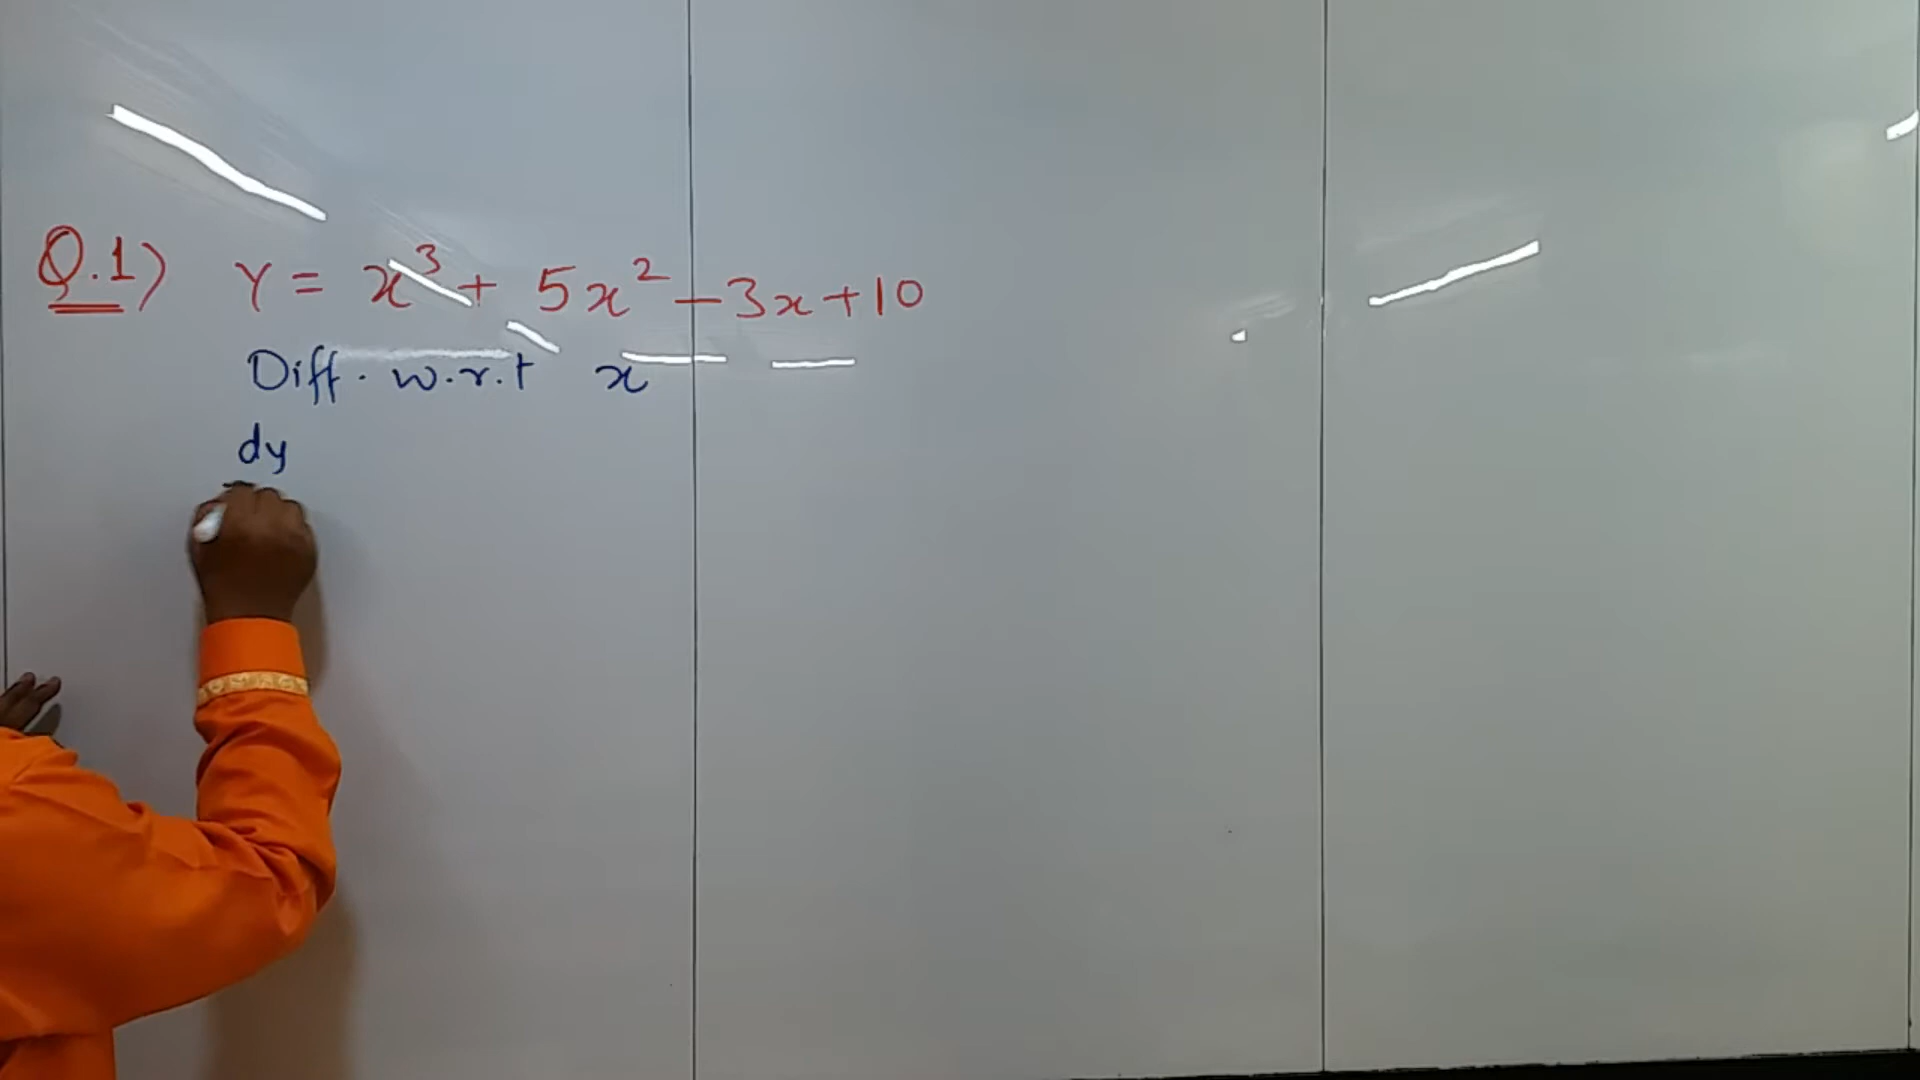 Q.1) Y = x³ + 5x² - 3x + 10
Diff. w.r.t x
dy